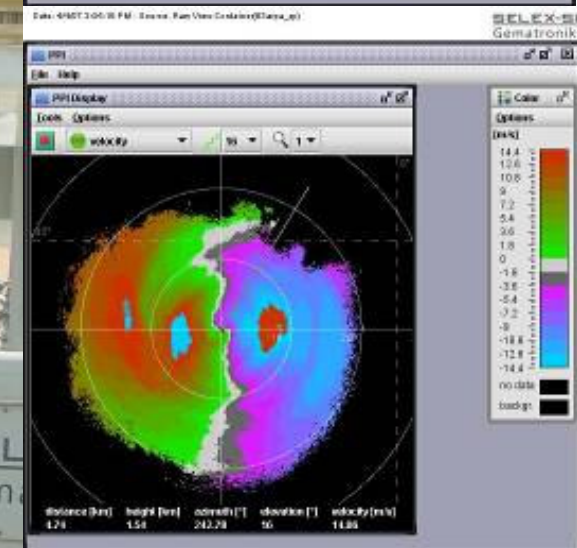 SELEX-SI
Gematronik
PPI
File Help
PPI Display
Tools Options
velocity 16 1
Color
Options
[m/s]
14.4
12.6
10.8
9
7.2
5.4
3.6
1.8
0
-1.8
-3.6
-5.4
-7.2
-9
-10.8
-12.6
-14.4
no data
backgr.
distance [km] height [km] azimuth [°] elevation [°] velocity [m/s]
4.74 1.54 242.78 16 14.86